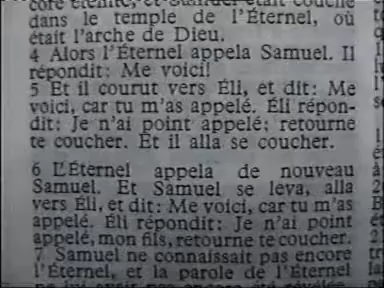 core éteinte, et Samuel était couché
dans le temple de l'Éternel, où
était l'arche de Dieu.
4 Alors l'Éternel appela Samuel. Il
répondit: Me voici!
5 Et il courut vers Éli, et dit: Me
voici, car tu m'as appelé. Éli répon-
dit: Je n'ai point appelé; retourne
te coucher. Et il alla se coucher.
6 L'Éternel appela de nouveau
Samuel. Et Samuel se leva, alla
vers Éli, et dit: Me voici, car tu m'as
appelé. Éli répondit: Je n'ai point
appelé, mon fils, retourne te coucher.
7 Samuel ne connaissait pas encore
l'Éternel, et la parole de l'Éternel